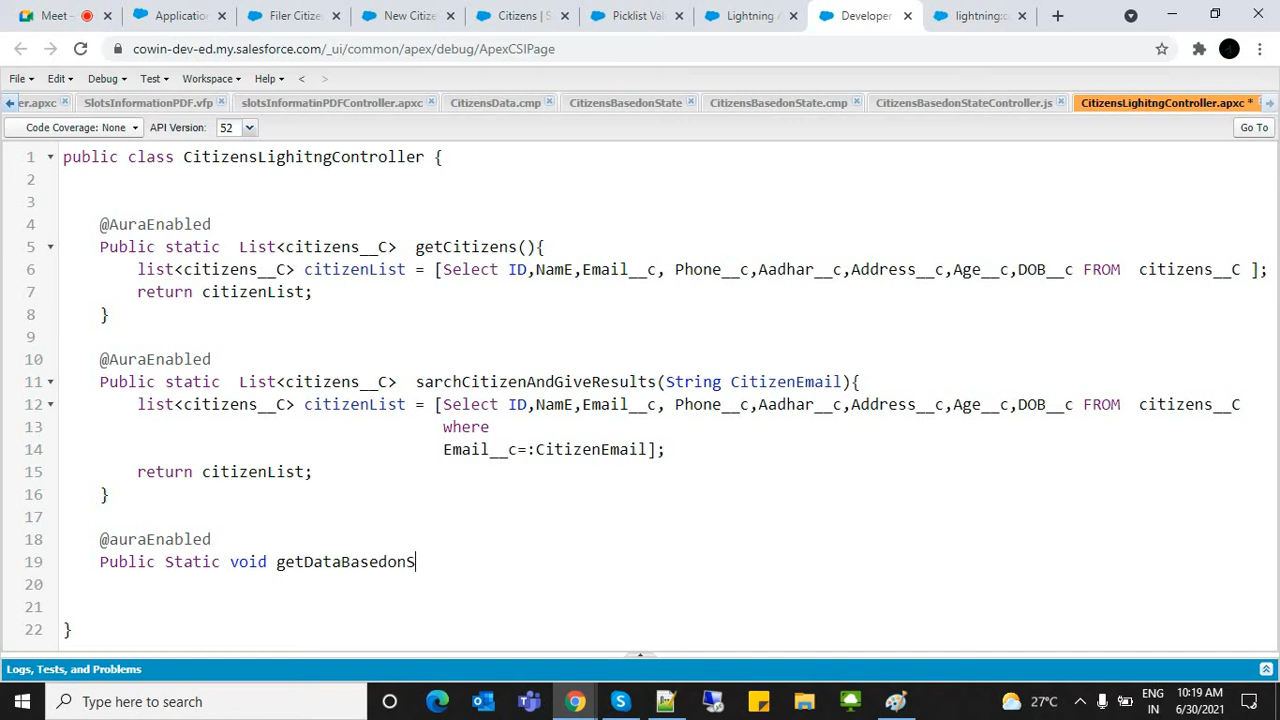 Meet -
Application
Filer Citize
New Citize
Citizens | S
Picklist Val
Lightning A
Developer
lightning:c
cowin-dev-ed.my.salesforce.com/_ui/common/apex/debug/ApexCSIPage
File Edit Debug Test Workspace Help < >
er.apxc SlotsInformationPDF.vfp slotsInformatinPDFController.apxc CitizensData.cmp CitizensBasedonState CitizensBasedonState.cmp CitizensBasedonStateController.js CitizensLighitngController.apxc *
Code Coverage: None API Version: 52 Go To
1 public class CitizensLighitngController {
2
3
4 @AuraEnabled
5 Public static List<citizens__C> getCitizens(){
6 list<citizens__C> citizenList = [Select ID,NamE,Email__c, Phone__c,Aadhar__c,Address__c,Age__c,DOB__c FROM citizens__C ];
7 return citizenList;
8 }
9
10 @AuraEnabled
11 Public static List<citizens__C> sarchCitizenAndGiveResults(String CitizenEmail){
12 list<citizens__C> citizenList = [Select ID,NamE,Email__c, Phone__c,Aadhar__c,Address__c,Age__c,DOB__c FROM citizens__C
13 where
14 Email__c=:CitizenEmail];
15 return citizenList;
16 }
17
18 @auraEnabled
19 Public Static void getDataBasedonS
20
21
22 }
Logs, Tests, and Problems
Type here to search
27°C
ENG
IN
10:19 AM
6/30/2021